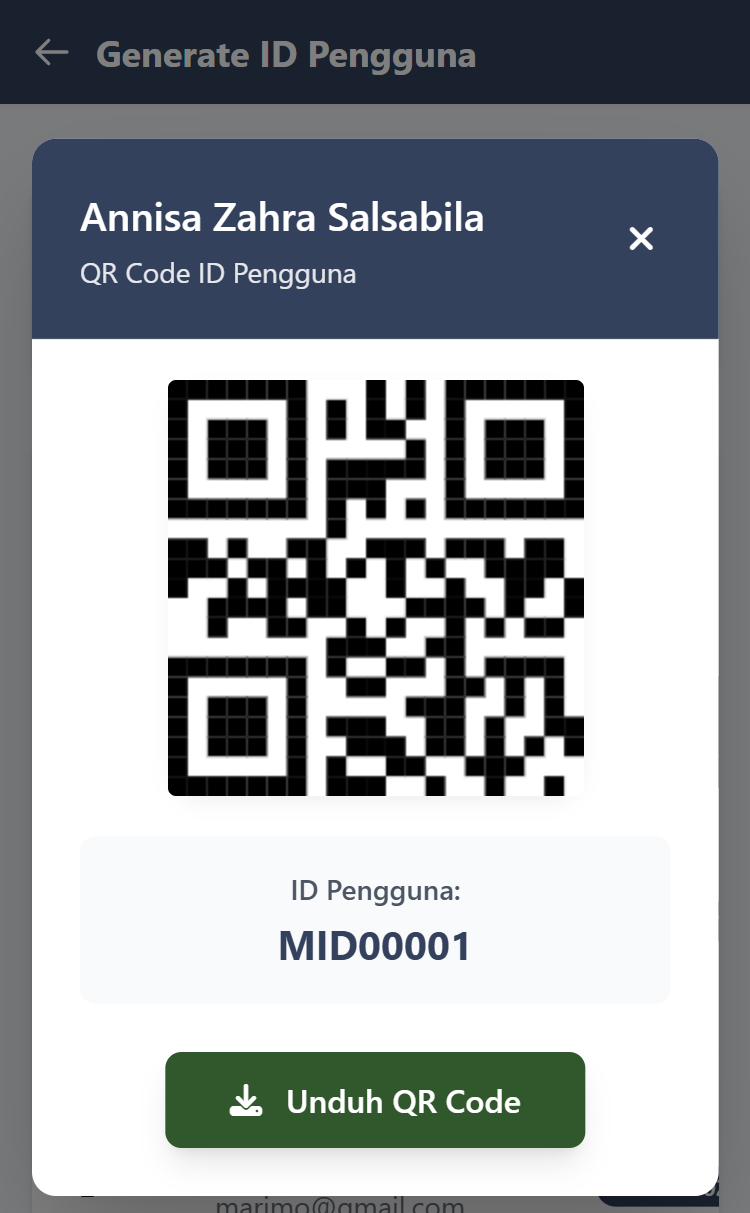 Generate ID Pengguna
Annisa Zahra Salsabila
QR Code ID Pengguna
ID Pengguna:
MID00001
Unduh QR Code
marimo@gmail.com